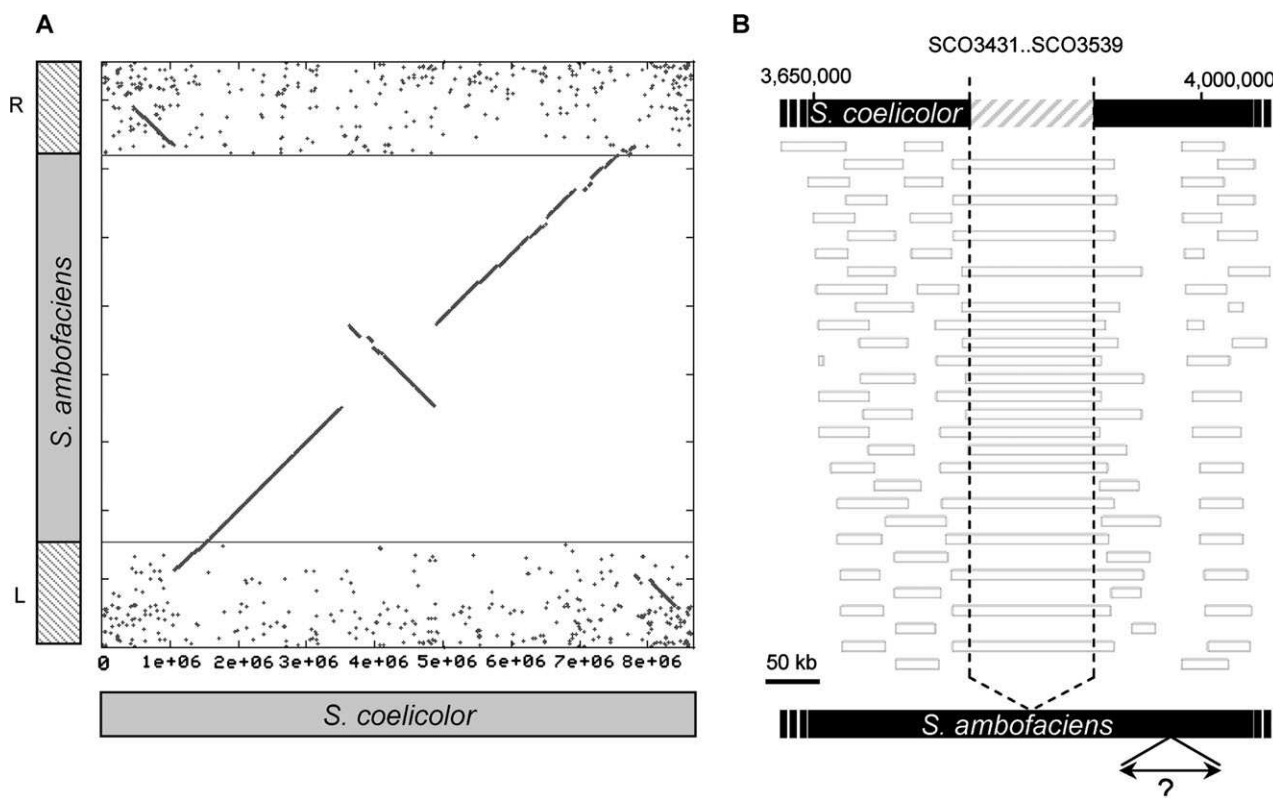 A
R
S. ambofaciens
L
0 1e+06 2e+06 3e+06 4e+06 5e+06 6e+06 7e+06 8e+06
S. coelicolor
B
SCO3431..SCO3539
3,650,000 4,000,000
S. coelicolor
50 kb
S. ambofaciens
?